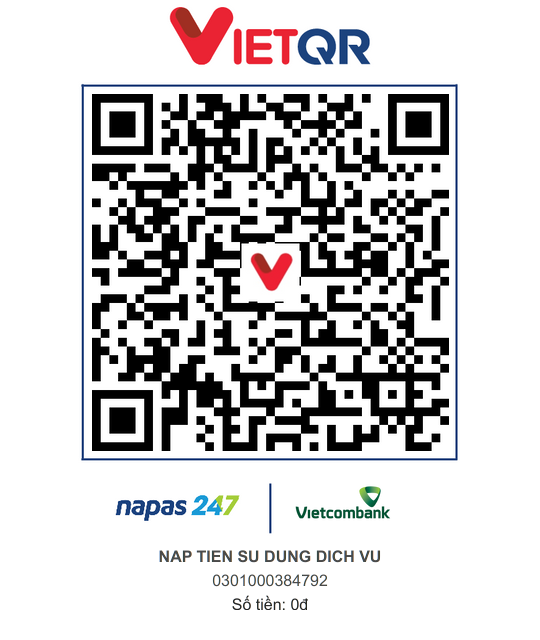 VIETQR
napas 247
Vietcombank
NAP TIEN SU DUNG DICH VU
0301000384792
Số tiền: 0đ